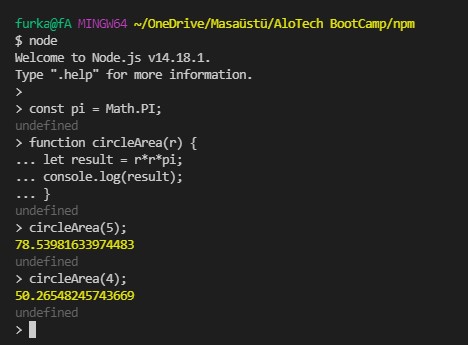 furka@fA MINGW64 ~/OneDrive/Masaüstü/AloTech BootCamp/npm
$ node
Welcome to Node.js v14.18.1.
Type ".help" for more information.
>
> const pi = Math.PI;
undefined
> function circleArea(r) {
... let result = r*r*pi;
... console.log(result);
... }
undefined
> circleArea(5);
78.53981633974483
undefined
> circleArea(4);
50.26548245743669
undefined
>